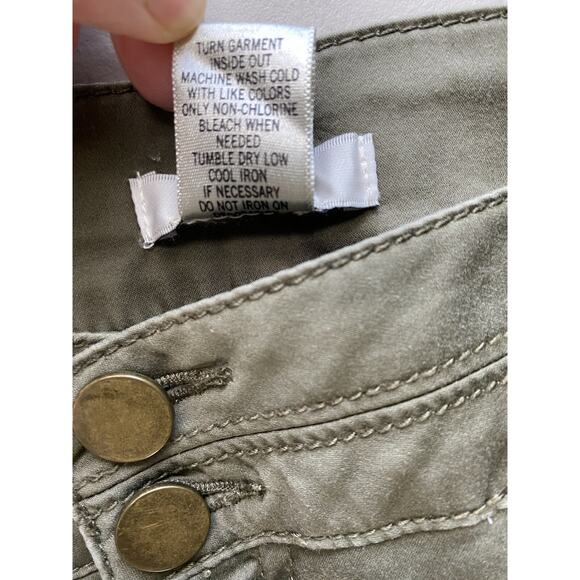 TURN GARMENT
INSIDE OUT
MACHINE WASH COLD
WITH LIKE COLORS
ONLY NON-CHLORINE
BLEACH WHEN
NEEDED
TUMBLE DRY LOW
COOL IRON
IF NECESSARY
DO NOT IRON ON